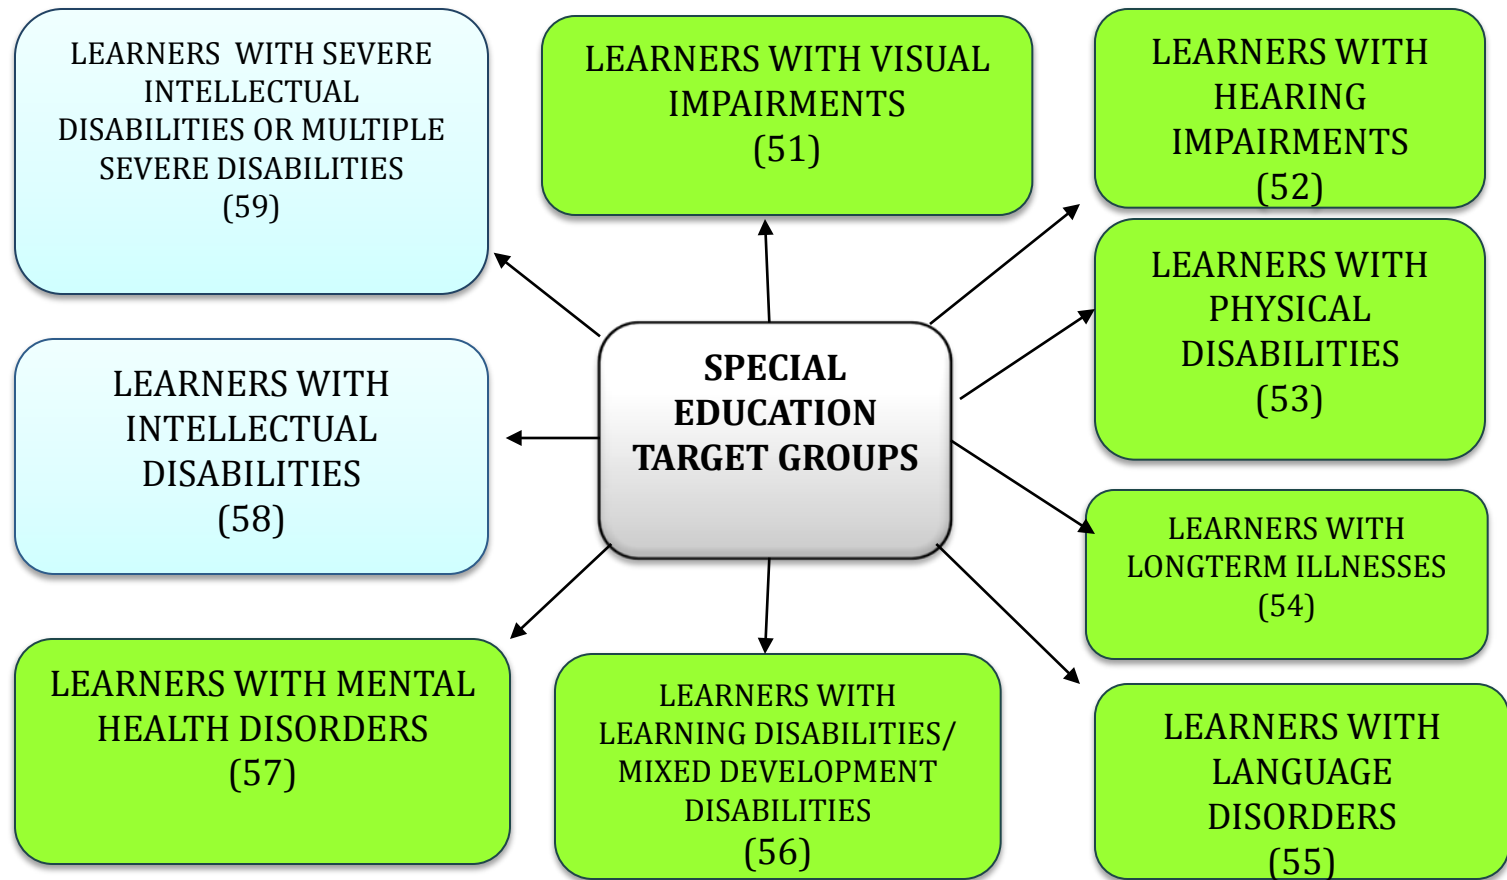 LEARNERS WITH SEVERE
INTELLECTUAL
DISABILITIES OR MULTIPLE
SEVERE DISABILITIES
(59)
LEARNERS WITH VISUAL
IMPAIRMENTS
(51)
LEARNERS WITH
HEARING
IMPAIRMENTS
(52)
LEARNERS WITH
PHYSICAL
DISABILITIES
(53)
SPECIAL
EDUCATION
TARGET GROUPS
LEARNERS WITH
INTELLECTUAL
DISABILITIES
(58)
LEARNERS WITH
LONGTERM ILLNESSES
(54)
LEARNERS WITH MENTAL
HEALTH DISORDERS
(57)
LEARNERS WITH
LEARNING DISABILITIES/
MIXED DEVELOPMENT
DISABILITIES
(56)
LEARNERS WITH
LANGUAGE
DISORDERS
(55)